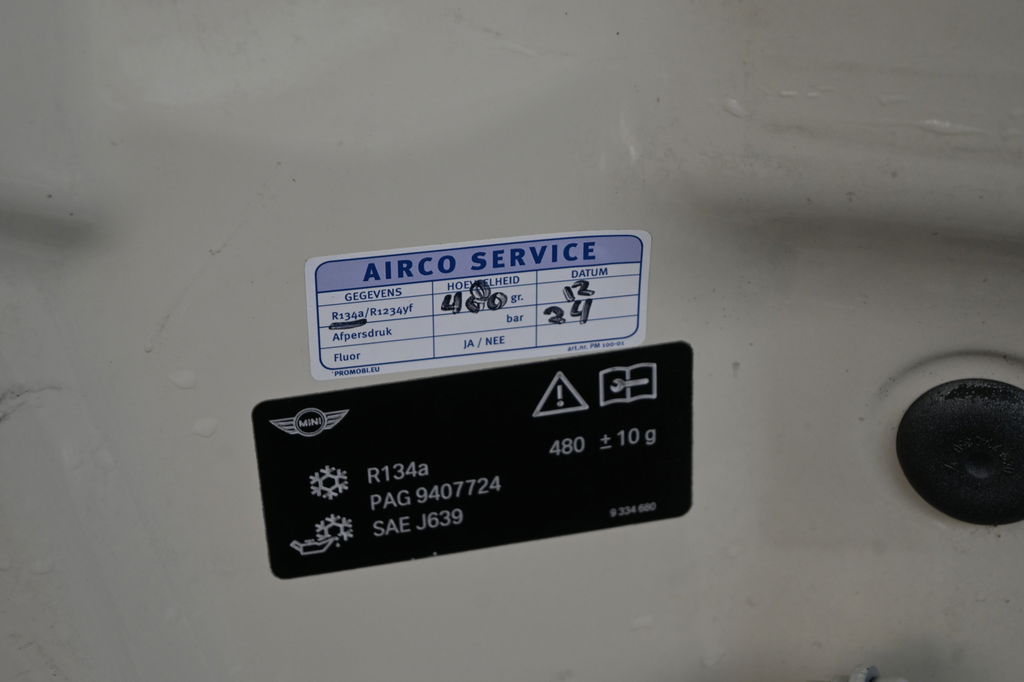 AIRCO SERVICE
GEGEVENS HOEVEELHEID DATUM
R134a/R1234yf 480 gr. 12
Afpersdruk bar 24
Fluor JA / NEE
PROMOBI.EU art.nr. PM 100-01
MINI
480 ± 10 g
R134a
PAG 9407724
SAE J639
9 334 680